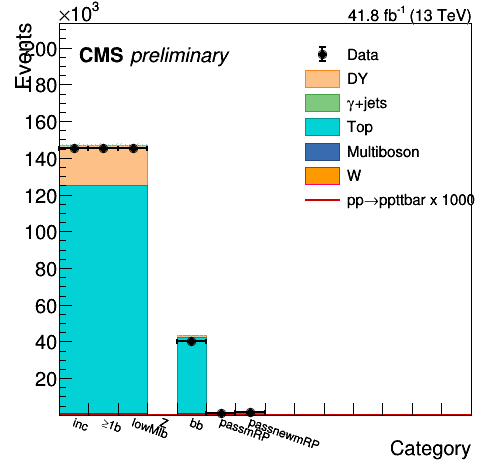 ×10³
41.8 fb⁻¹ (13 TeV)
Events
CMS preliminary
Data
DY
γ+jets
Top
Multiboson
W
pp→ppttbar x 1000
200
180
160
140
120
100
80
60
40
20
inc
≥1b
lowMlb
Z
bb
passmRP
passnewmRP
Category